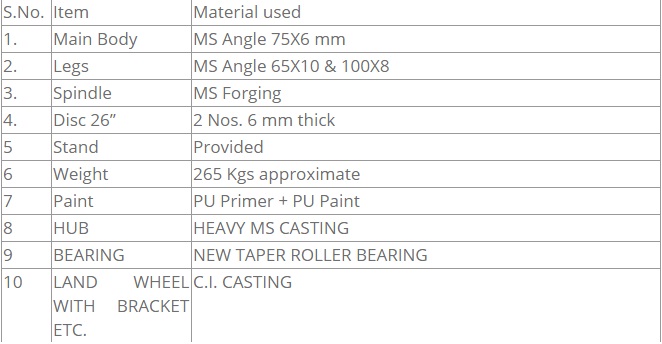 S.No. Item Material used
1. Main Body MS Angle 75X6 mm
2. Legs MS Angle 65X10 & 100X8
3. Spindle MS Forging
4. Disc 26” 2 Nos. 6 mm thick
5 Stand Provided
6 Weight 265 Kgs approximate
7 Paint PU Primer + PU Paint
8 HUB HEAVY MS CASTING
9 BEARING NEW TAPER ROLLER BEARING
10 LAND WHEEL C.I. CASTING
WITH BRACKET
ETC.